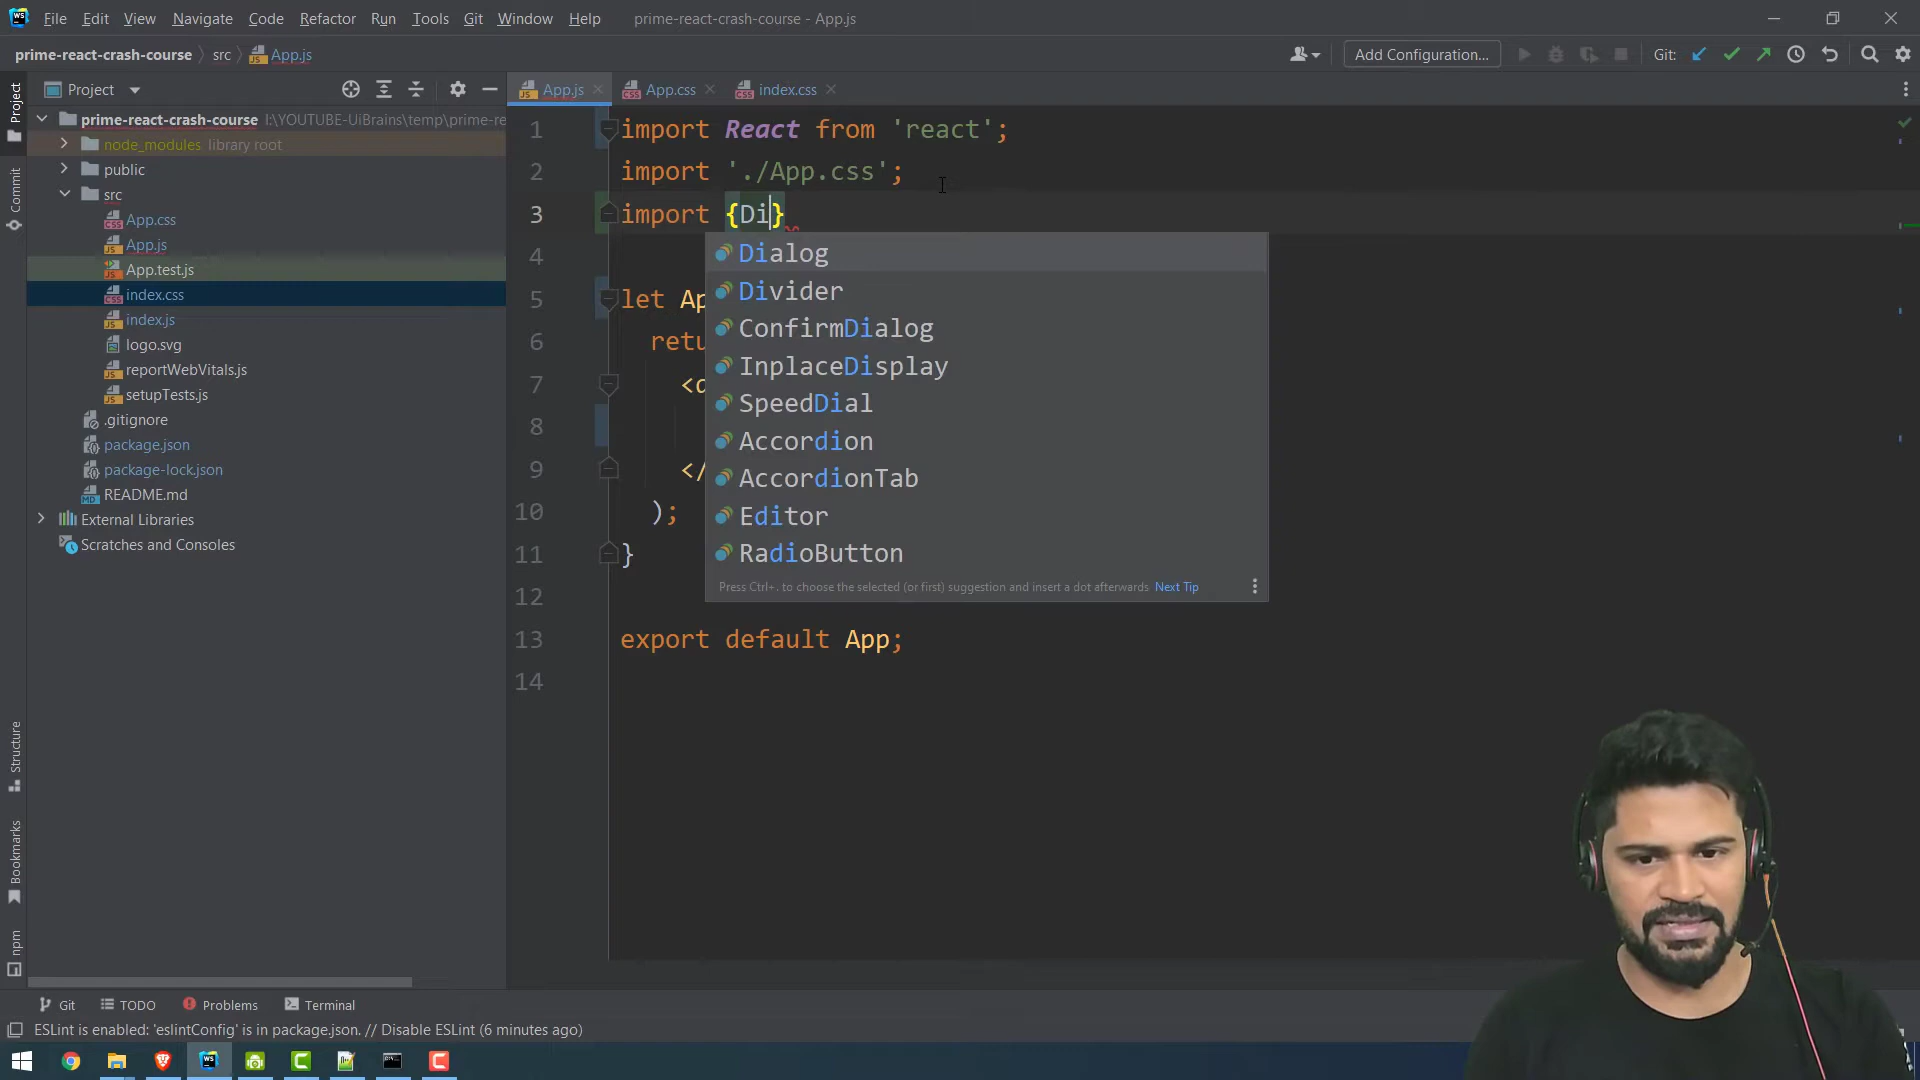 File Edit View Navigate Code Refactor Run Tools Git Window Help prime-react-crash-course - App.js
prime-react-crash-course src App.js Add Configuration... Git:
Project
App.js App.css index.css
prime-react-crash-course I:\YOUTUBE-UiBrains\temp\prime-re
node_modules library root
public
src
App.css
App.js
App.test.js
index.css
index.js
logo.svg
reportWebVitals.js
setupTests.js
.gitignore
package.json
package-lock.json
README.md
External Libraries
Scratches and Consoles
Project
Commit
Structure
Bookmarks
npm
1 import React from 'react';
2 import './App.css';
3 import {Di}
4
5 let Ap
6 retu
7 <d
8
9 </
10 );
11 }
12
13 export default App;
14
Dialog
Divider
ConfirmDialog
InplaceDisplay
SpeedDial
Accordion
AccordionTab
Editor
RadioButton
Press Ctrl+. to choose the selected (or first) suggestion and insert a dot afterwards Next Tip
Git TODO Problems Terminal
ESLint is enabled: 'eslintConfig' is in package.json. // Disable ESLint (6 minutes ago)